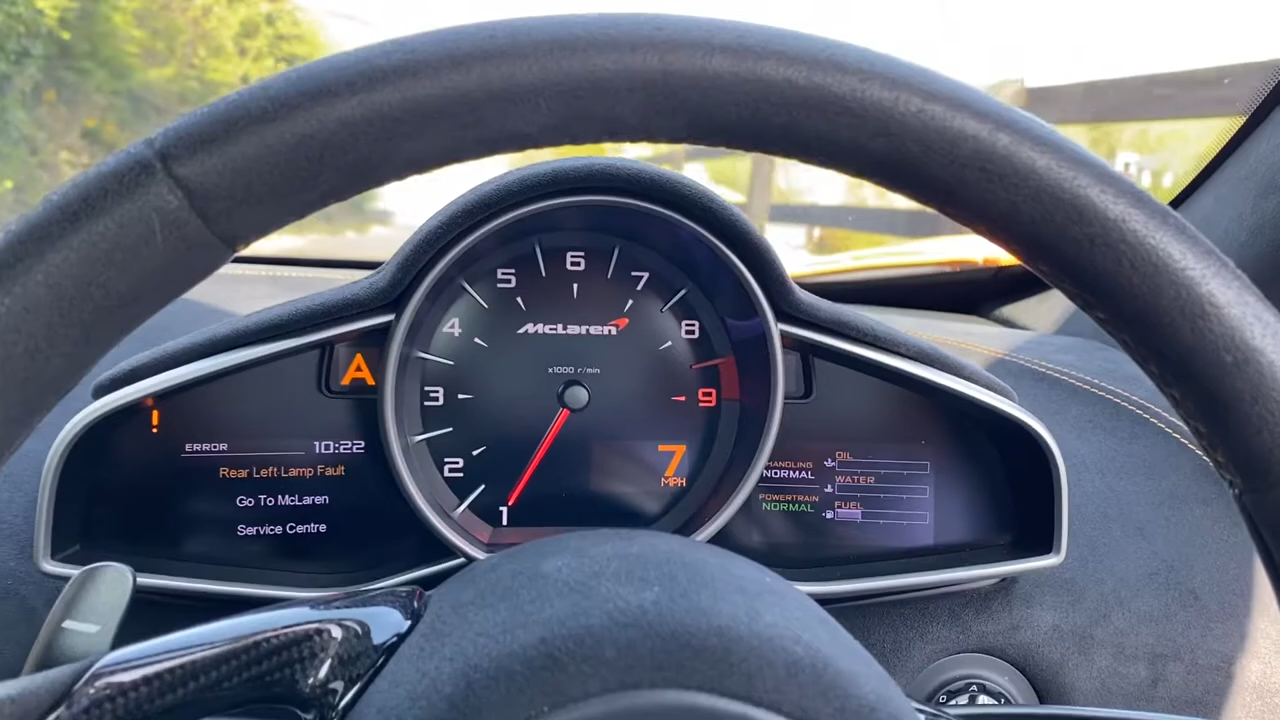 A
!
ERROR 10:22
Rear Left Lamp Fault
Go To McLaren
Service Centre
1
2
3
4
5
6
7
8
9
McLaren
x1000 r/min
7
MPH
HANDLING
NORMAL
POWERTRAIN
NORMAL
OIL
WATER
FUEL
0 A